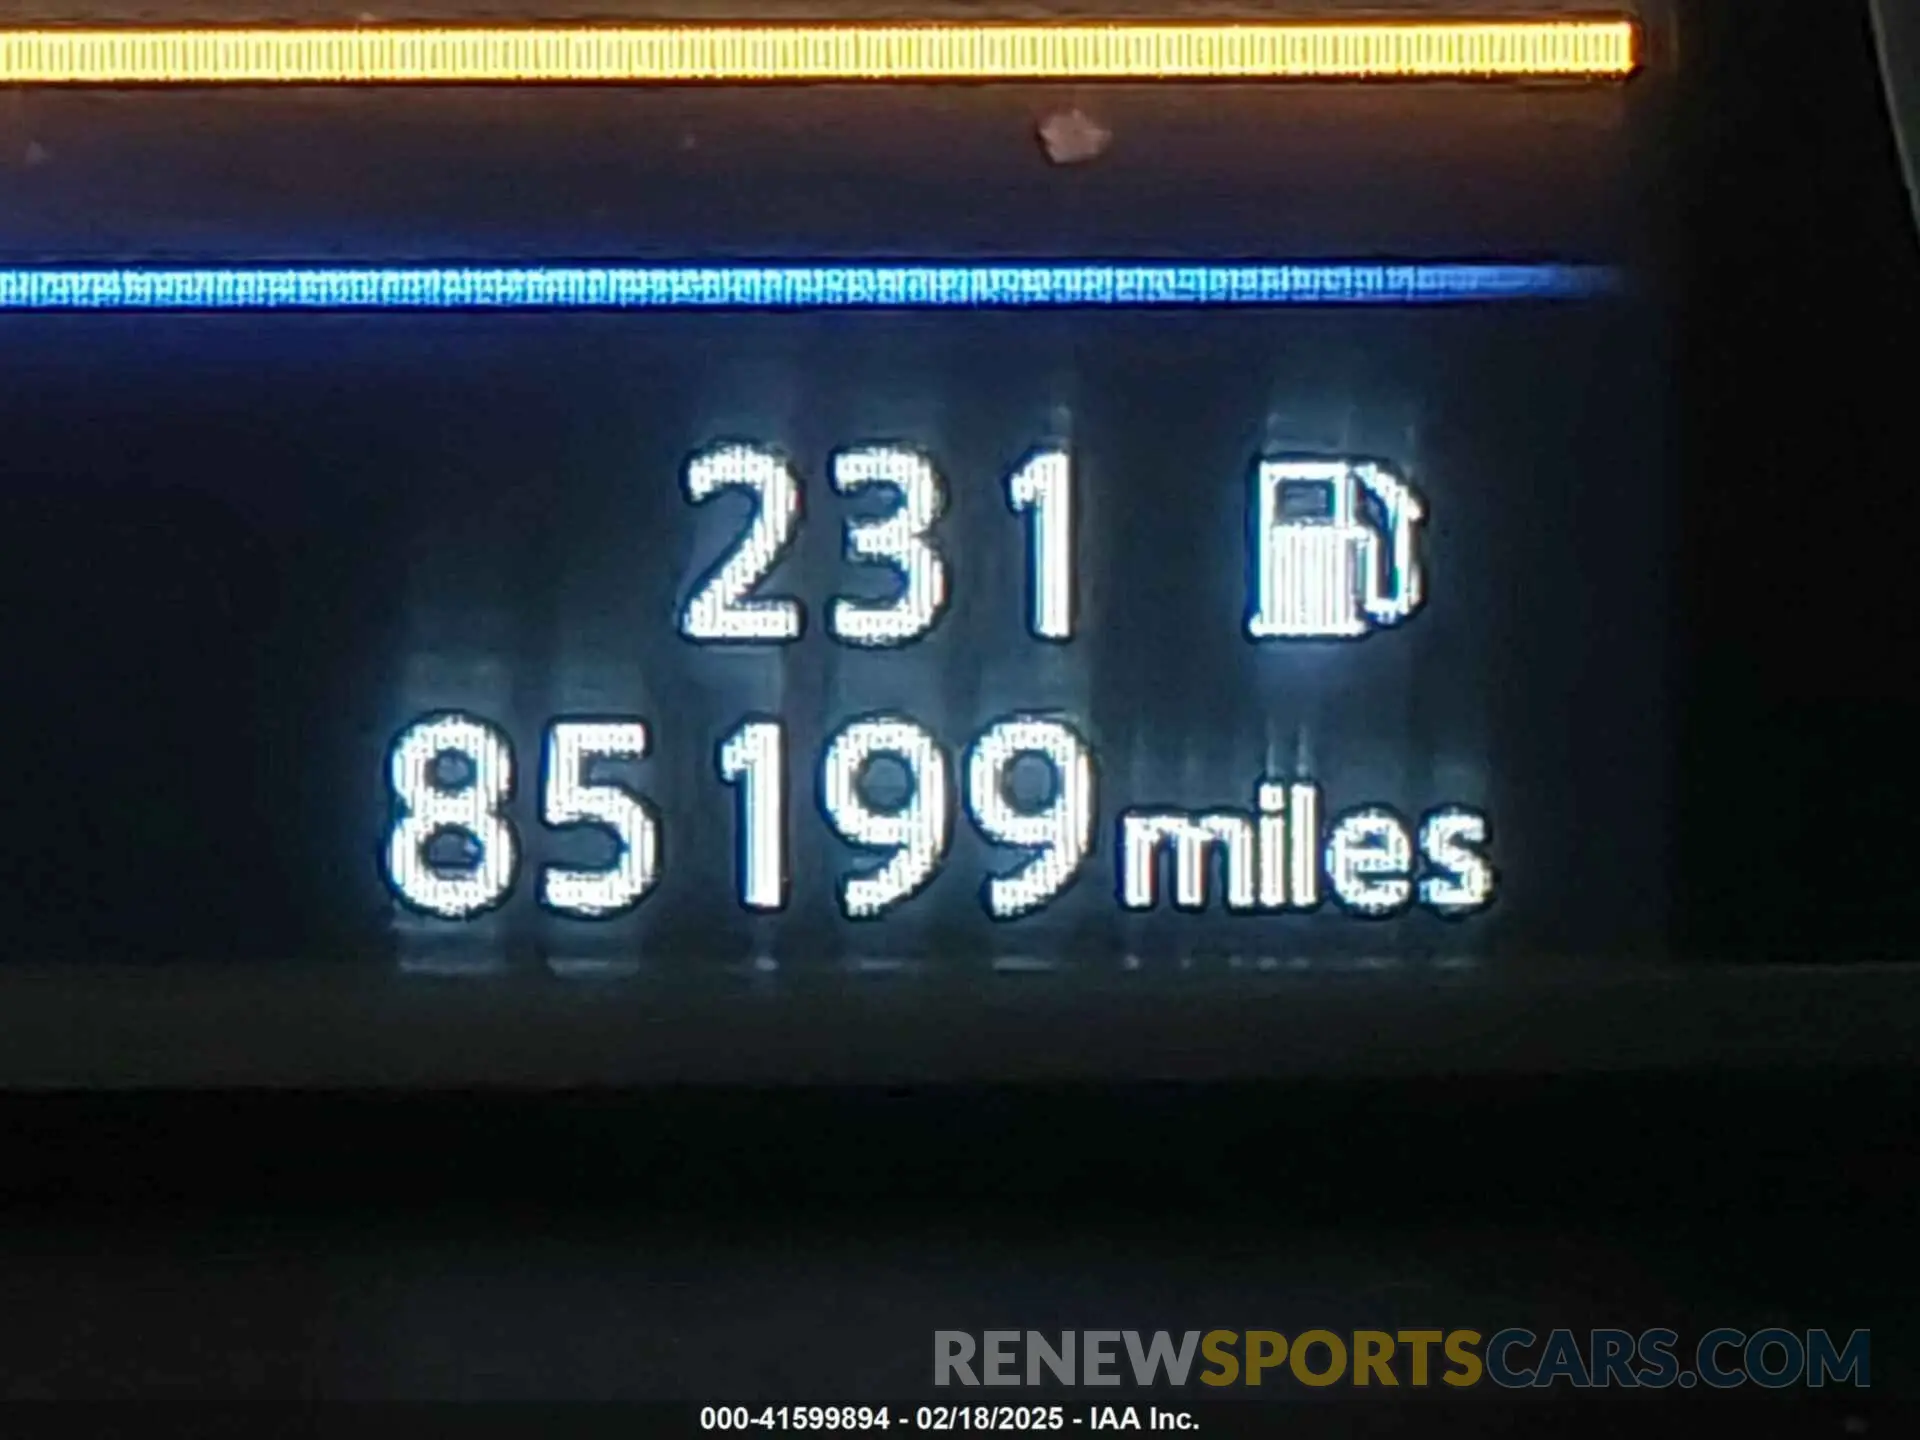 231
85199 miles
RENEWSPORTSCARS.COM
000-41599894 - 02/18/2025 - IAA Inc.